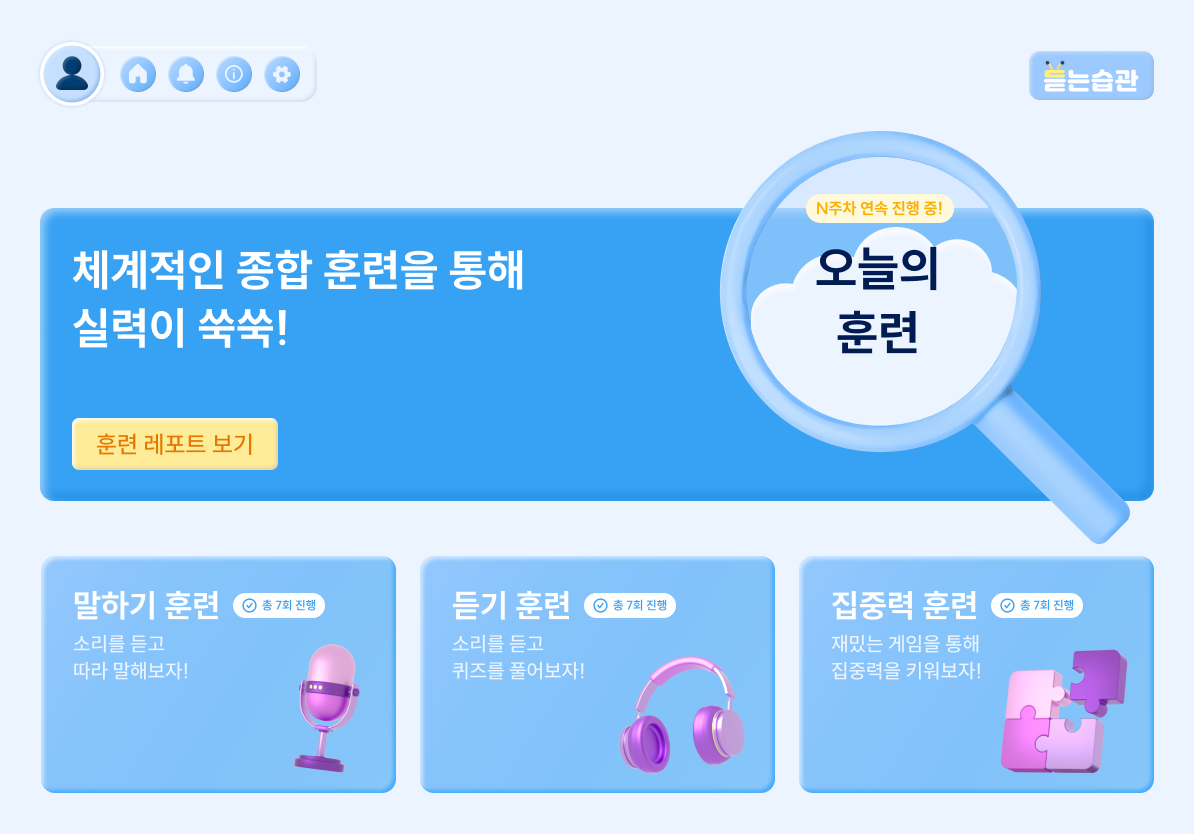 듣는습관
N주차 연속 진행 중!
오늘의
훈련
체계적인 종합 훈련을 통해
실력이 쑥쑥!
훈련 레포트 보기
말하기 훈련 총 7회 진행
소리를 듣고
따라 말해보자!
듣기 훈련 총 7회 진행
소리를 듣고
퀴즈를 풀어보자!
집중력 훈련 총 7회 진행
재밌는 게임을 통해
집중력을 키워보자!